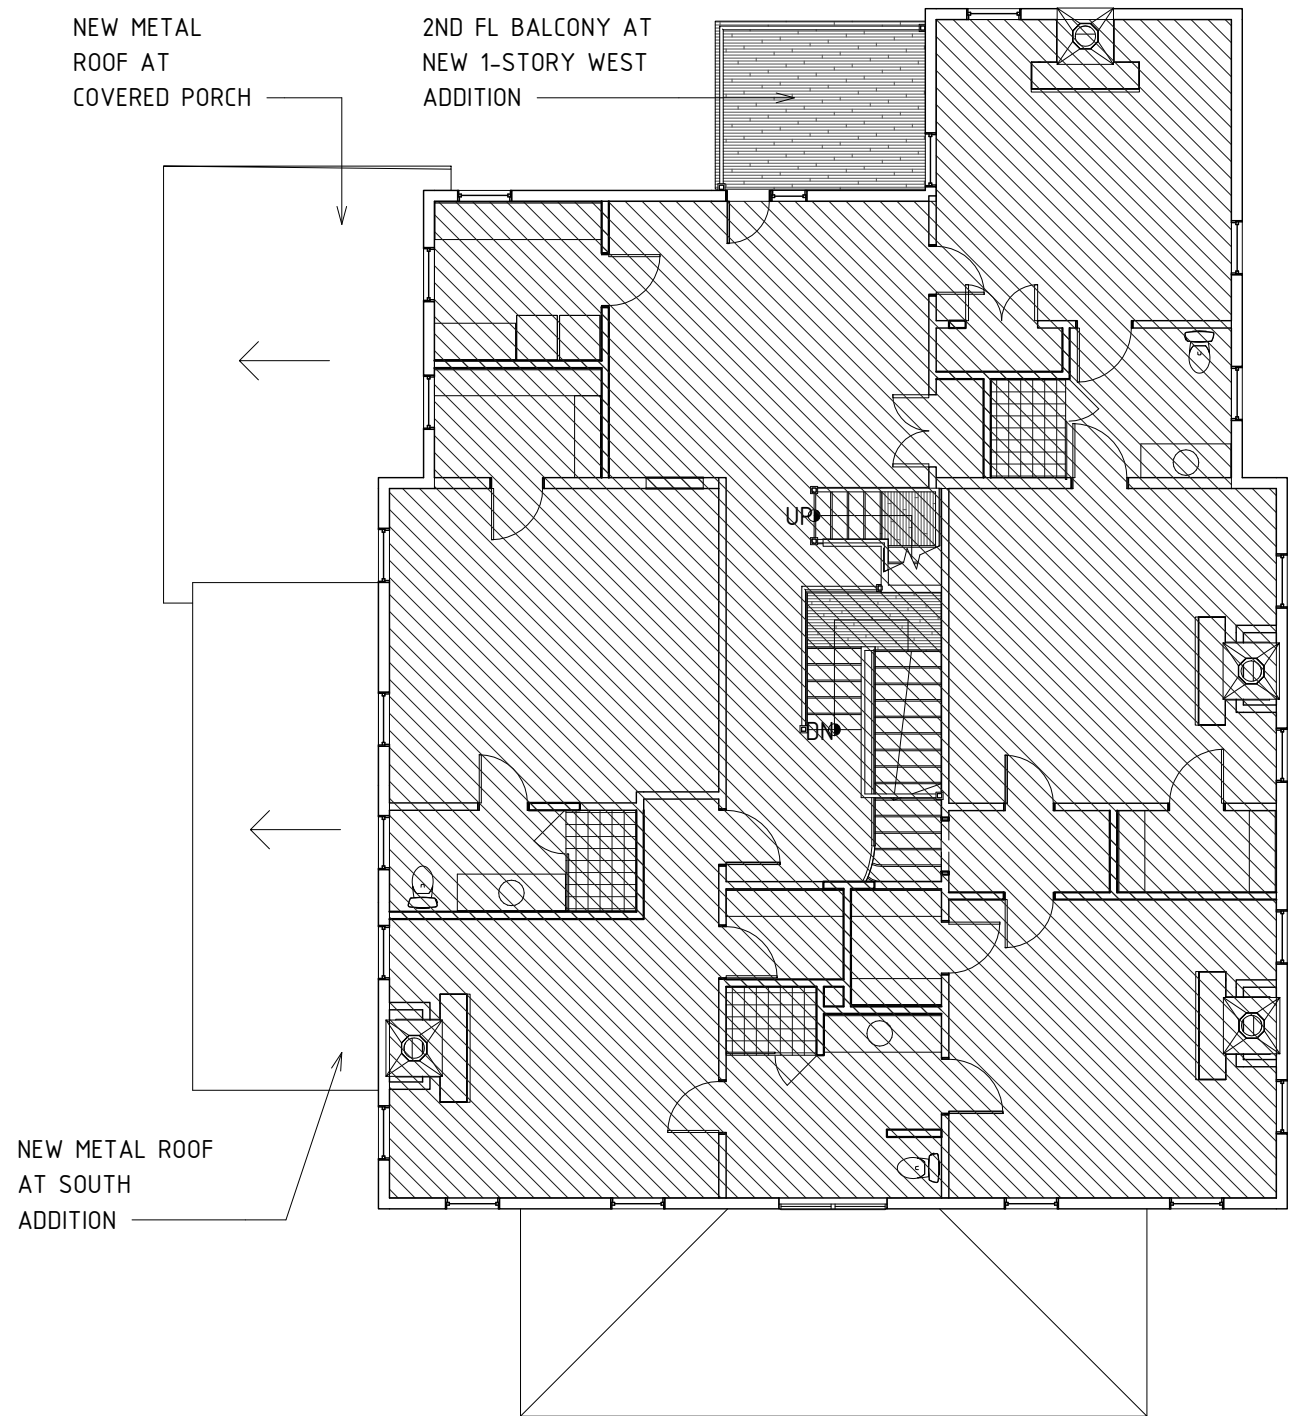 NEW METAL
ROOF AT
COVERED PORCH
2ND FL BALCONY AT
NEW 1-STORY WEST
ADDITION
UP
DN
NEW METAL ROOF
AT SOUTH
ADDITION